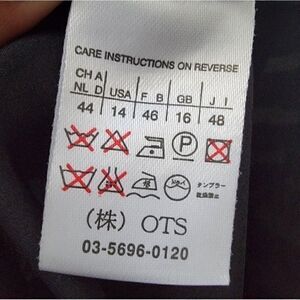 CARE INSTRUCTIONS ON REVERSE
CH A
NL D USA F B GB J I
44 14 46 16 48
P
タンブラー
乾燥禁止
(株) OTS
03-5696-0120